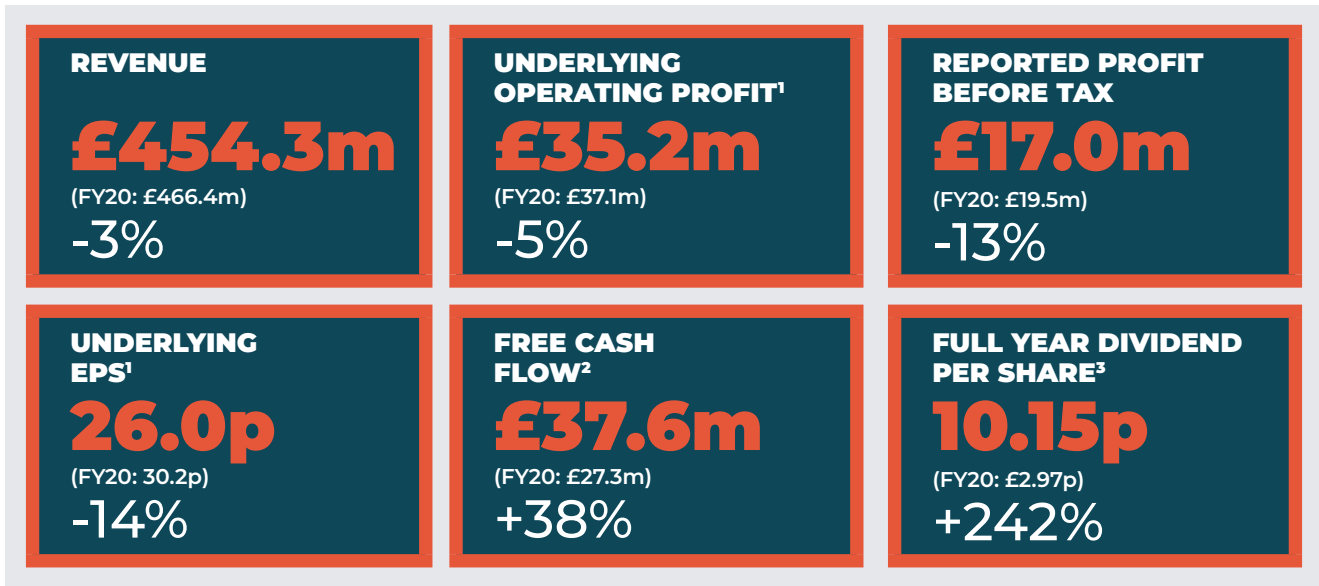 REVENUE
£454.3m
(FY20: £466.4m)
-3%
UNDERLYING
OPERATING PROFIT¹
£35.2m
(FY20: £37.1m)
-5%
REPORTED PROFIT
BEFORE TAX
£17.0m
(FY20: £19.5m)
-13%
UNDERLYING
EPS¹
26.0p
(FY20: 30.2p)
-14%
FREE CASH
FLOW²
£37.6m
(FY20: £27.3m)
+38%
FULL YEAR DIVIDEND
PER SHARE³
10.15p
(FY20: £2.97p)
+242%